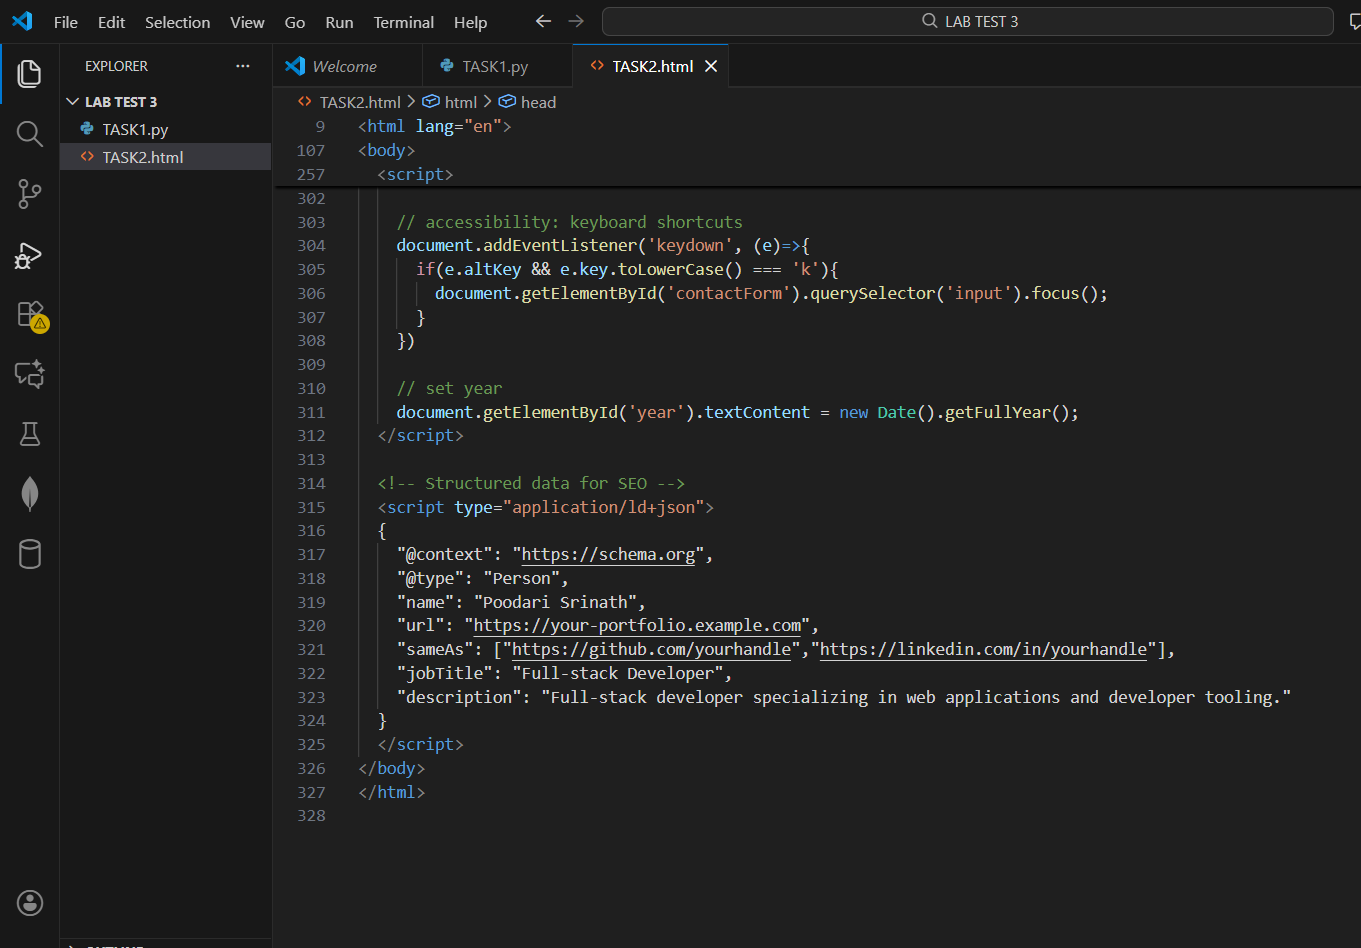 File Edit Selection View Go Run Terminal Help LAB TEST 3
EXPLORER
LAB TEST 3
TASK1.py
TASK2.html
Welcome TASK1.py TASK2.html
TASK2.html > html > head
9 <html lang="en">
107 <body>
257 <script>
302
303 // accessibility: keyboard shortcuts
304 document.addEventListener('keydown', (e)=>{
305 if(e.altKey && e.key.toLowerCase() === 'k'){
306 document.getElementById('contactForm').querySelector('input').focus();
307 }
308 })
309
310 // set year
311 document.getElementById('year').textContent = new Date().getFullYear();
312 </script>
313
314 <!-- Structured data for SEO -->
315 <script type="application/ld+json">
316 {
317 "@context": "https://schema.org",
318 "@type": "Person",
319 "name": "Poodari Srinath",
320 "url": "https://your-portfolio.example.com",
321 "sameAs": ["https://github.com/yourhandle","https://linkedin.com/in/yourhandle"],
322 "jobTitle": "Full-stack Developer",
323 "description": "Full-stack developer specializing in web applications and developer tooling."
324 }
325 </script>
326 </body>
327 </html>
328